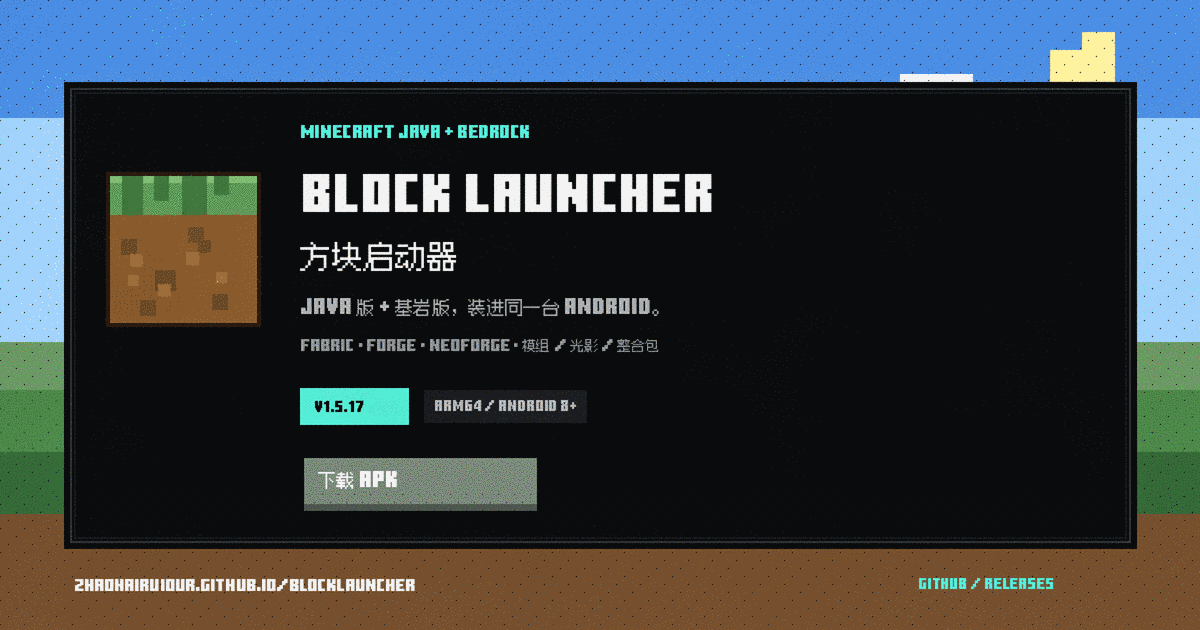 MINECRAFT JAVA + BEDROCK
BLOCK LAUNCHER
方块启动器
JAVA 版 + 基岩版，装进同一台 ANDROID。
FABRIC · FORGE · NEOFORGE · 模组 / 光影 / 整合包
V1.5.17
ARM64 / ANDROID 8+
下载 APK
ZHAOHAIRUIOUR.GITHUB.IO/BLOCKLAUNCHER
GITHUB / RELEASES